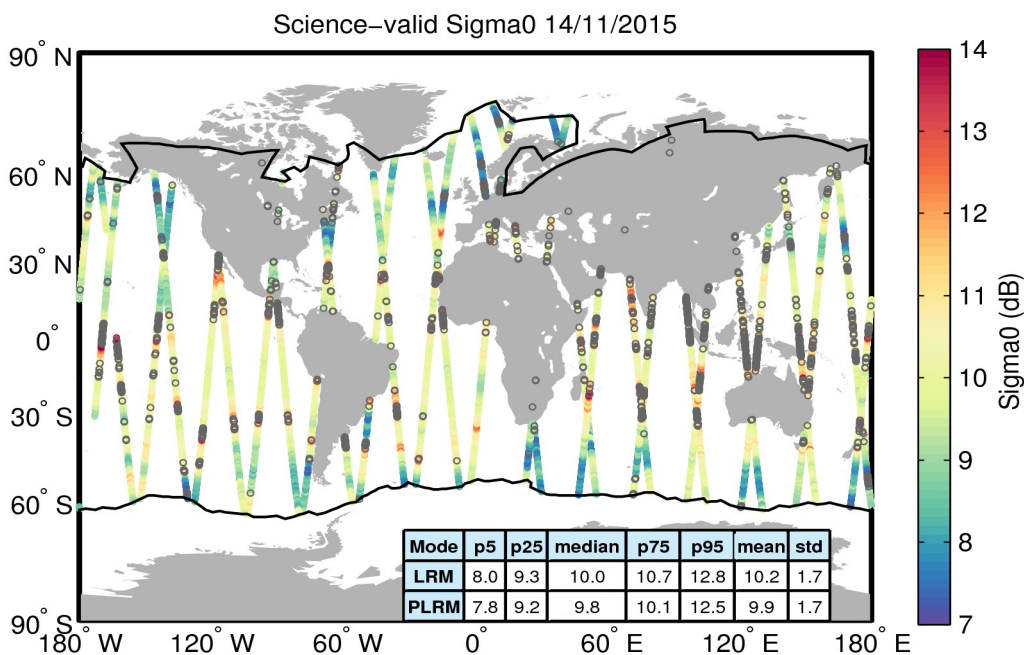 Science−valid Sigma0 14/11/2015
90° N
60° N
30° N
0°
30° S
60° S
90° S
180° W
120° W
60° W
0°
60° E
120° E
180° E
14
13
12
11
10
9
8
7
Sigma0 (dB)
Mode p5 p25 median p75 p95 mean std
LRM 8.0 9.3 10.0 10.7 12.8 10.2 1.7
PLRM 7.8 9.2 9.8 10.1 12.5 9.9 1.7